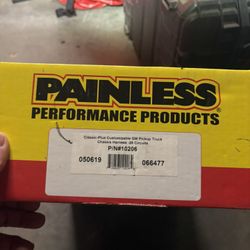 PAINLESS
PERFORMANCE PRODUCTS
Classic-Plus Customizable GM Pickup Truck
Chassis Harness- 28 Circuits
P/N#10206
050619 066477